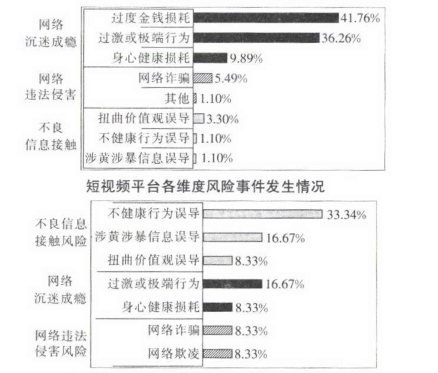 网络
沉迷成瘾
过度金钱损耗 41.76%
过激或极端行为 36.26%
身心健康损耗 9.89%
网络
违法侵害
网络诈骗 5.49%
其他 1.10%
不良
信息接触
扭曲价值观误导 3.30%
不健康行为误导 1.10%
涉黄涉暴信息误导 1.10%
短视频平台各维度风险事件发生情况
不良信息
接触风险
不健康行为误导 33.34%
涉黄涉暴信息误导 16.67%
扭曲价值观误导 8.33%
网络
沉迷成瘾
过激或极端行为 16.67%
身心健康损耗 8.33%
网络违法
侵害风险
网络诈骗 8.33%
网络欺凌 8.33%